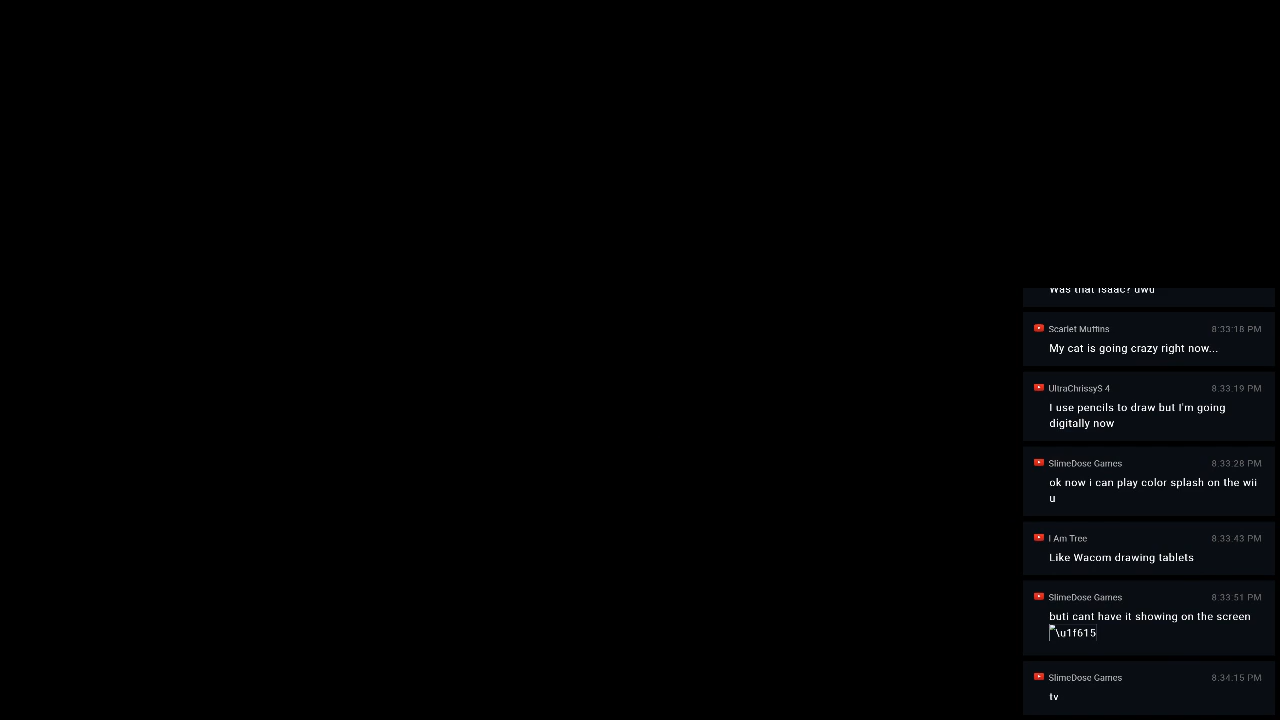 Was that Isaac? uwu
Scarlet Muffins 8:33:18 PM
My cat is going crazy right now...
UltraChrissyS 4 8:33:19 PM
I use pencils to draw but I'm going
digitally now
SlimeDose Games 8:33:28 PM
ok now i can play color splash on the wii
u
I Am Tree 8:33:43 PM
Like Wacom drawing tablets
SlimeDose Games 8:33:51 PM
buti cant have it showing on the screen
\u1f615
SlimeDose Games 8:34:15 PM
tv